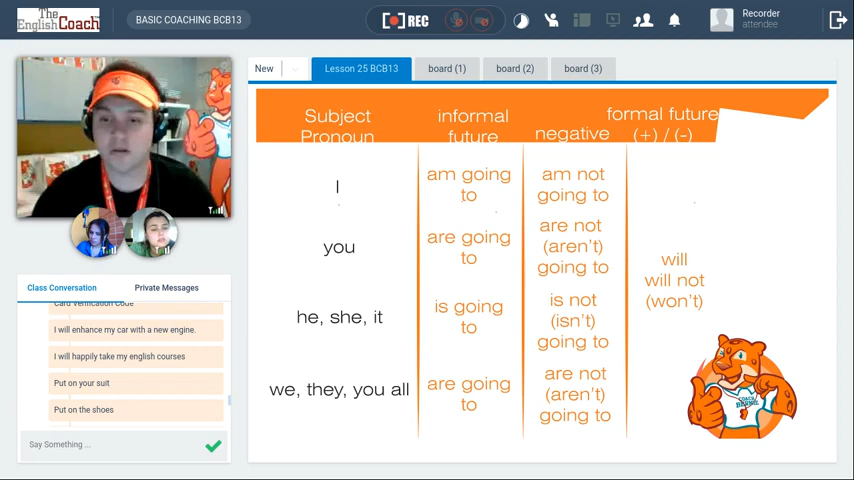 The English Coach
BASIC COACHING BCB13
REC
Recorder
attendee
New
Lesson 25 BCB13
board (1)
board (2)
board (3)
Class Conversation
Private Messages
Card Verification Code
I will enhance my car with a new engine.
I will happily take my english courses
Put on your suit
Put on the shoes
Say Something ...
Subject Pronoun
informal future
negative
formal future (+) / (-)
I
am going to
am not going to
you
are going to
are not (aren't) going to
he, she, it
is going to
is not (isn't) going to
we, they, you all
are going to
are not (aren't) going to
will
will not
(won't)